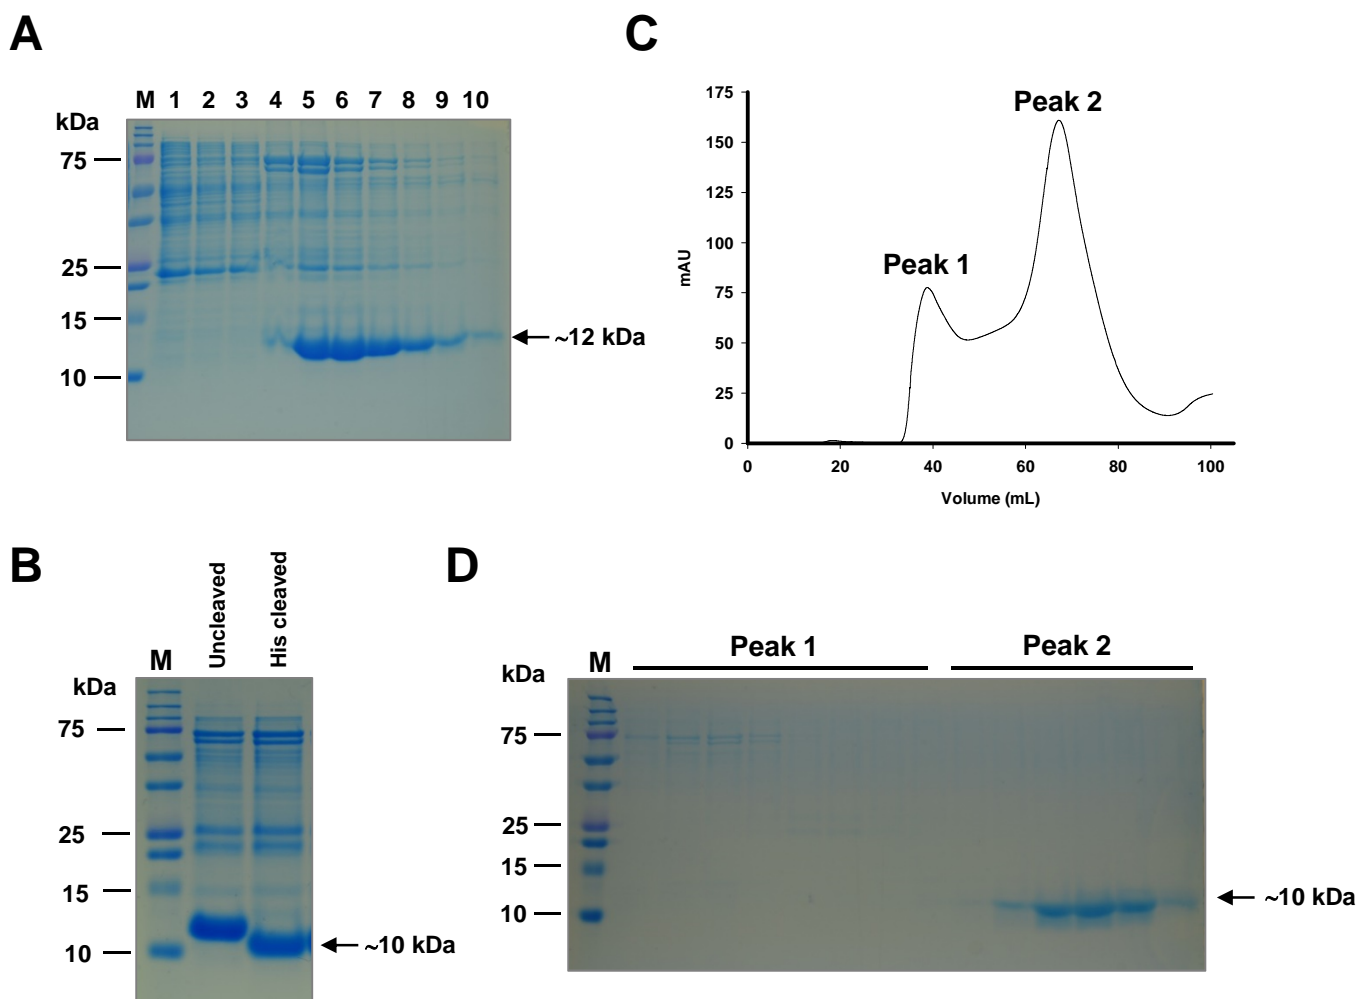 A
M 1 2 3 4 5 6 7 8 9 10
kDa
75
25
15
10
~12 kDa
C
175
150
125
100
75
50
25
0
mAU
Peak 1
Peak 2
0 20 40 60 80 100
Volume (mL)
B
M
Uncleaved
His cleaved
kDa
75
25
15
10
~10 kDa
D
Peak 1 Peak 2
M
kDa
75
25
15
10
~10 kDa